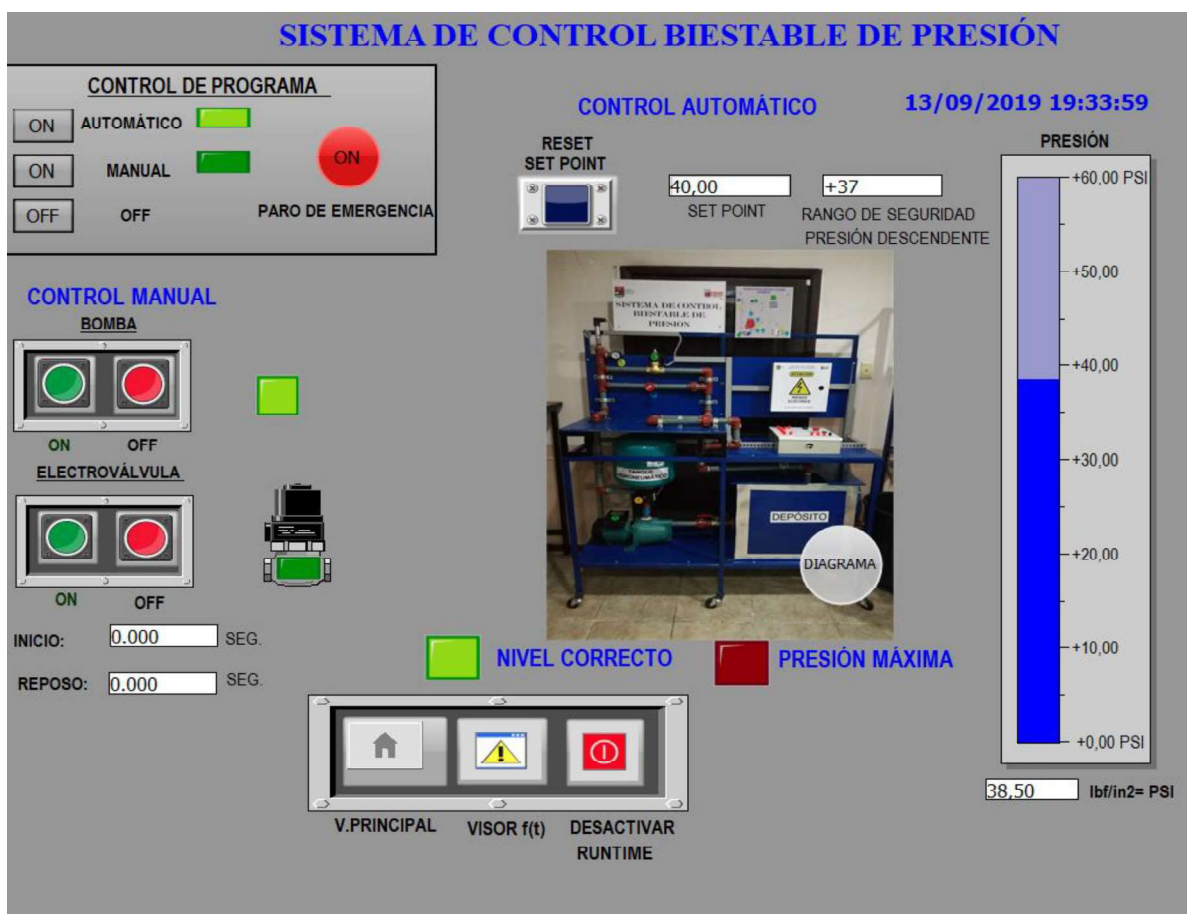 SISTEMA DE CONTROL BIESTABLE DE PRESIÓN
CONTROL DE PROGRAMA
ON AUTOMÁTICO
ON MANUAL
OFF OFF
ON
PARO DE EMERGENCIA
CONTROL AUTOMÁTICO
13/09/2019 19:33:59
RESET
SET POINT
40,00
SET POINT
+37
RANGO DE SEGURIDAD
PRESIÓN DESCENDENTE
PRESIÓN
+60,00 PSI
+50,00
+40,00
+30,00
+20,00
+10,00
+0,00 PSI
38,50 lbf/in2= PSI
CONTROL MANUAL
BOMBA
ON OFF
ELECTROVÁLVULA
ON OFF
INICIO: 0.000 SEG.
REPOSO: 0.000 SEG.
SISTEMA DE CONTROL
BIESTABLE DE
PRESION
TANQUE
HIDRONEUMÁTICO
DEPÓSITO
DIAGRAMA
NIVEL CORRECTO
PRESIÓN MÁXIMA
V.PRINCIPAL
VISOR f(t)
DESACTIVAR
RUNTIME